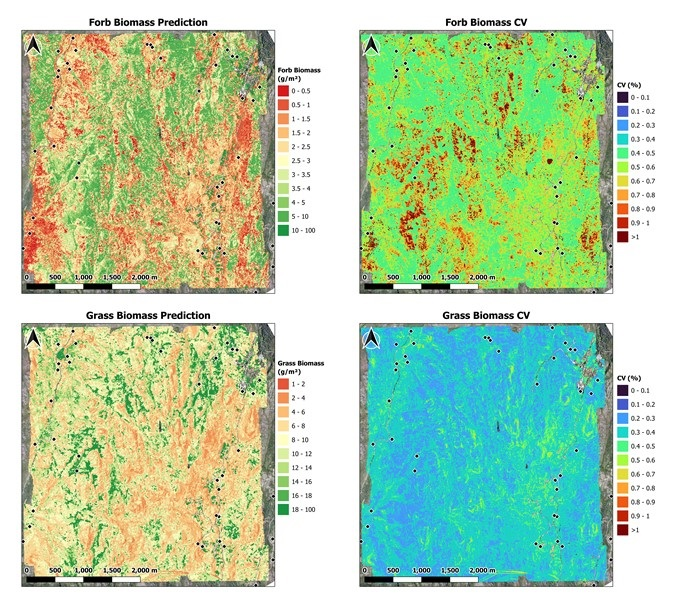 Forb Biomass Prediction
Forb Biomass
(g/m²)
0 - 0.5
0.5 - 1
1 - 1.5
1.5 - 2
2 - 2.5
2.5 - 3
3 - 3.5
3.5 - 4
4 - 5
5 - 10
10 - 100
0 500 1,000 1,500 2,000 m
Forb Biomass CV
CV (%)
0 - 0.1
0.1 - 0.2
0.2 - 0.3
0.3 - 0.4
0.4 - 0.5
0.5 - 0.6
0.6 - 0.7
0.7 - 0.8
0.8 - 0.9
0.9 - 1
>1
0 500 1,000 1,500 2,000 m
Grass Biomass Prediction
Grass Biomass
(g/m²)
1 - 2
2 - 4
4 - 6
6 - 8
8 - 10
10 - 12
12 - 14
14 - 16
16 - 18
18 - 100
0 500 1,000 1,500 2,000 m
Grass Biomass CV
CV (%)
0 - 0.1
0.1 - 0.2
0.2 - 0.3
0.3 - 0.4
0.4 - 0.5
0.5 - 0.6
0.6 - 0.7
0.7 - 0.8
0.8 - 0.9
0.9 - 1
>1
0 500 1,000 1,500 2,000 m